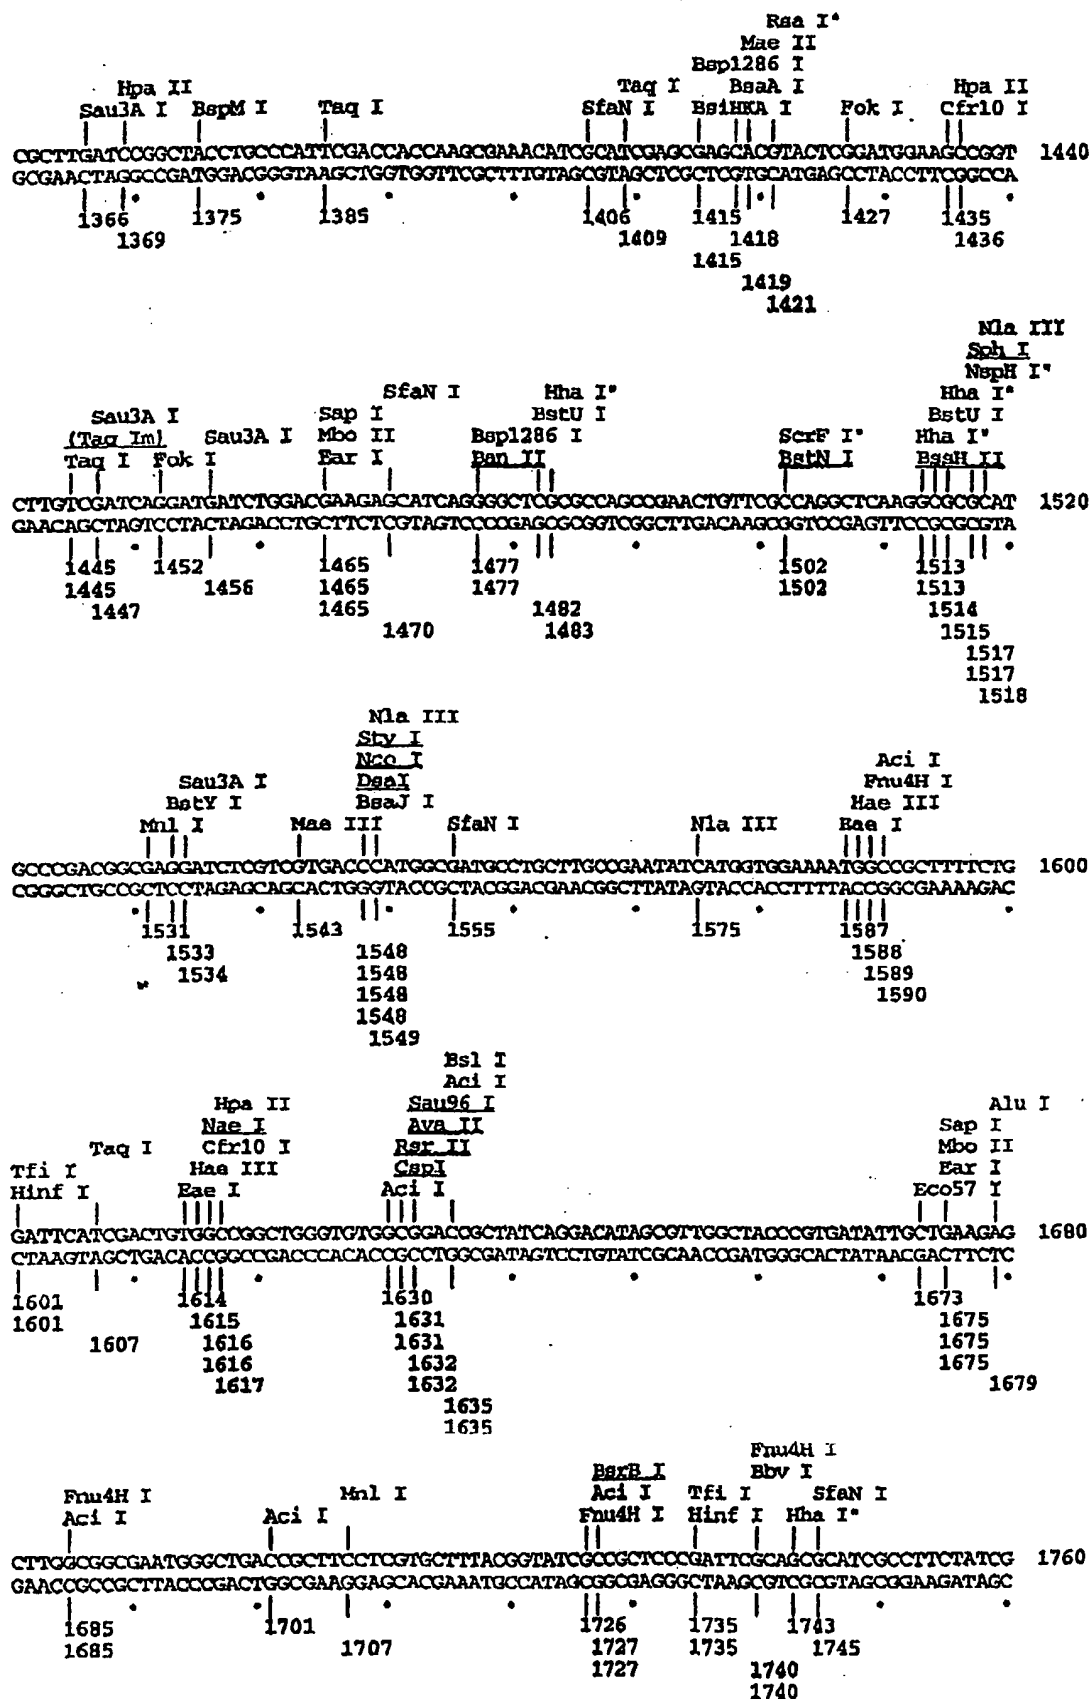 Rsa I*
Mae II
Bsp1286 I
Hpa II Taq I BsaA I Hpa II
Sau3A I BspM I Taq I SfaN I BsiHKA I Fok I Cfr10 I
CGCTTGATCCGGCTACCTGCCCATTCGACCACCAAGCGAAACATCGCATCGAGCGAGCACGTACTCGGATGGAAGCCGGT 1440
GCGAACTAGGCCGATGGACGGGTAAGCTGGTGGTTCGCTTTGTAGCGTAGCTCGCTCGTGCATGAGCCTACCTTCGGCCA
1366 1375 1385 1406 1415 1427 1435
1369 1409 1418 1436
1415
1419
1421
Nla III
Sph I
NspH I*
SfaN I Hha I* Hha I*
Sau3A I Sap I BstU I BstU I
(Taq Im) Sau3A I Mbo II Bsp1286 I ScrF I* Hha I*
Taq I Fok I Ear I Ban II BstN I BssH II
CTTGTCGATCAGGATGATCTGGACGAAGAGCATCAGGGGCTCGCGCCAGCCGAACTGTTCGCCAGGCTCAAGGCGCGCAT 1520
GAACAGCTAGTCCTACTAGACCTGCTTCTCGTAGTCCCCGAGCGCGGTCGGCTTGACAAGCGGTCCGAGTTCCGCGCGTA
1445 1452 1465 1477 1502 1513
1445 1456 1465 1477 1502 1513
1447 1465 1482 1514
1470 1483 1515
1517
1517
1518
Nla III
Sty I
Nco I Aci I
Sau3A I DsaI Fnu4H I
BstY I BsaJ I Hae III
Mnl I Mae III SfaN I Nla III Eae I
GCCCGACGGCGAGGATCTCGTCGTGACCCATGGCGATGCCTGCTTGCCGAATATCATGGTGGAAAATGGCCGCTTTTCTG 1600
CGGGCTGCCGCTCCTAGAGCAGCACTGGGTACCGCTACGGACGAACGGCTTATAGTACCACCTTTTACCGGCGAAAAGAC
1531 1543 1555 1575 1587
1533 1548 1588
1534 1548 1589
1548 1590
1548
1549
Bsl I
Aci I
Hpa II Sau96 I Alu I
Nae I Ava II Sap I
Taq I Cfr10 I Rsr II Mbo II
Tfi I Hae III CspI Ear I
Hinf I Eae I Aci I Eco57 I
GATTCATCGACTGTGGCCGGCTGGGTGTGGCGGACCGCTATCAGGACATAGCGTTGGCTACCCGTGATATTGCTGAAGAG 1680
CTAAGTAGCTGACACCGGCCGACCCACACCGCCTGGCGATAGTCCTGTATCGCAACCGATGGGCACTATAACGACTTCTC
1601 1614 1630 1673
1601 1615 1631 1675
1607 1616 1631 1675
1616 1632 1675
1617 1632 1679
1635
1635
Fnu4H I
BsrB I Bbv I
Fnu4H I Mnl I Aci I Tfi I SfaN I
Aci I Aci I Fnu4H I Hinf I Hha I*
CTTGGCGGCGAATGGGCTGACCGCTTCCTCGTGCTTTACGGTATCGCCGCTCCCGATTCGCAGCGCATCGCCTTCTATCG 1760
GAACCGCCGCTTACCCGACTGGCGAAGGAGCACGAAATGCCATAGCGGCGAGGGCTAAGCGTCGCGTAGCGGAAGATAGC
1685 1701 1726 1735 1743
1685 1707 1727 1735 1745
1727 1740
1740